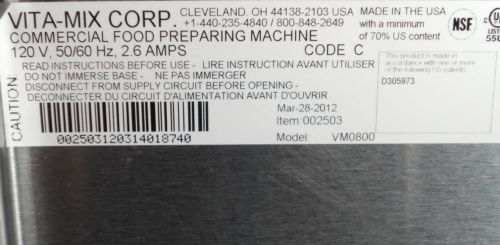 VITA-MIX CORP. CLEVELAND, OH 44138-2103 USA
+1-440-235-4840 / 800-848-2649
MADE IN THE USA
with a minimum
of 70% US content
NSF
UL
LIST
55U
COMMERCIAL FOOD PREPARING MACHINE
120 V, 50/60 Hz, 2.6 AMPS CODE C
CAUTION
READ INSTRUCTIONS BEFORE USE - LIRE INSTRUCTION AVANT UTILISER
DO NOT IMMERSE BASE - NE PAS IMMERGER
DISCONNECT FROM SUPPLY CIRCUIT BEFORE OPENING -
DECONNECTER DU CIRCUIT D'ALIMENTATION AVANT D'OUVRIR
This product is made in
accordance with one or more
of the following US patents:
D305973
Mar-28-2012
Item: 002503
002503120314018740
Model: VM0800